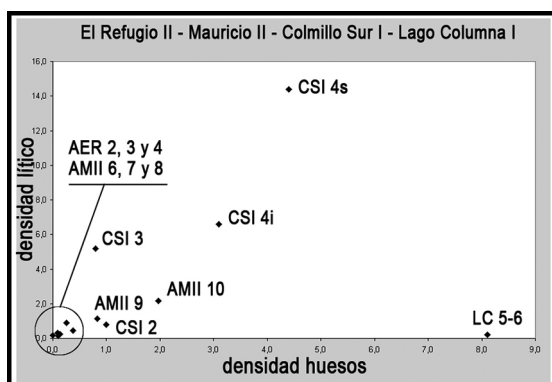 El Refugio II - Mauricio II - Colmillo Sur I - Lago Columna I
densidad lítico
16,0
14,0
12,0
10,0
8,0
6,0
4,0
2,0
0,0
CSI 4s
AER 2, 3 y 4
AMII 6, 7 y 8
CSI 3
CSI 4i
AMII 9
AMII 10
CSI 2
LC 5-6
0,0 1,0 2,0 3,0 4,0 5,0 6,0 7,0 8,0 9,0
densidad huesos